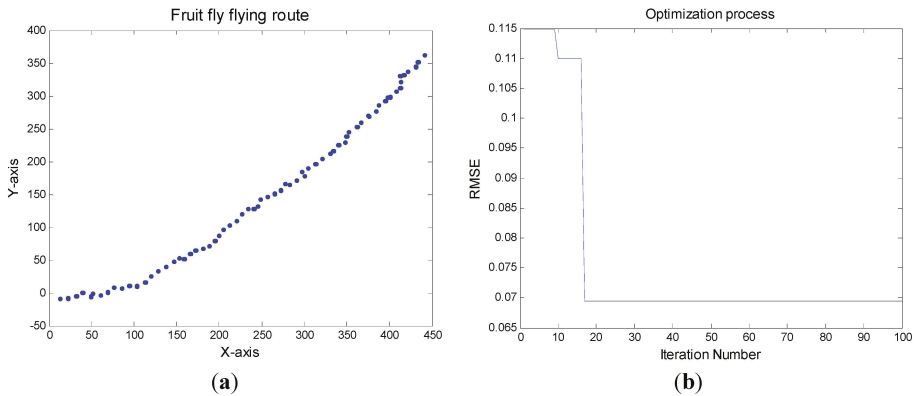 Fruit fly flying route
400
350
300
250
200
150
100
50
0
-50
0 50 100 150 200 250 300 350 400 450
Y-axis
X-axis
(a)
Optimization process
0.115
0.11
0.105
0.1
0.095
0.09
0.085
0.08
0.075
0.07
0.065
0 10 20 30 40 50 60 70 80 90 100
RMSE
Iteration Number
(b)